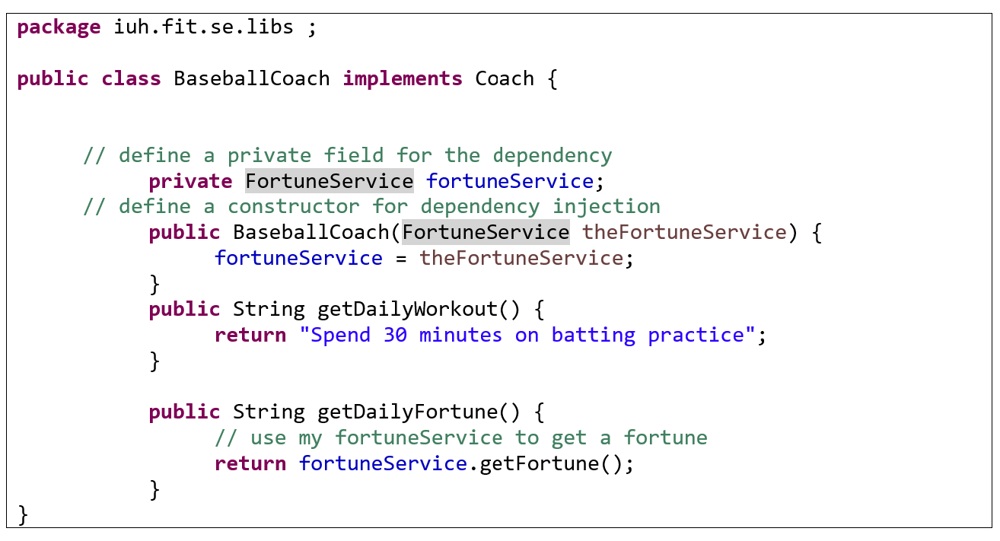 package iuh.fit.se.libs ;
public class BaseballCoach implements Coach {
// define a private field for the dependency
private FortuneService fortuneService;
// define a constructor for dependency injection
public BaseballCoach(FortuneService theFortuneService) {
fortuneService = theFortuneService;
}
public String getDailyWorkout() {
return "Spend 30 minutes on batting practice";
}
public String getDailyFortune() {
// use my fortuneService to get a fortune
return fortuneService.getFortune();
}
}